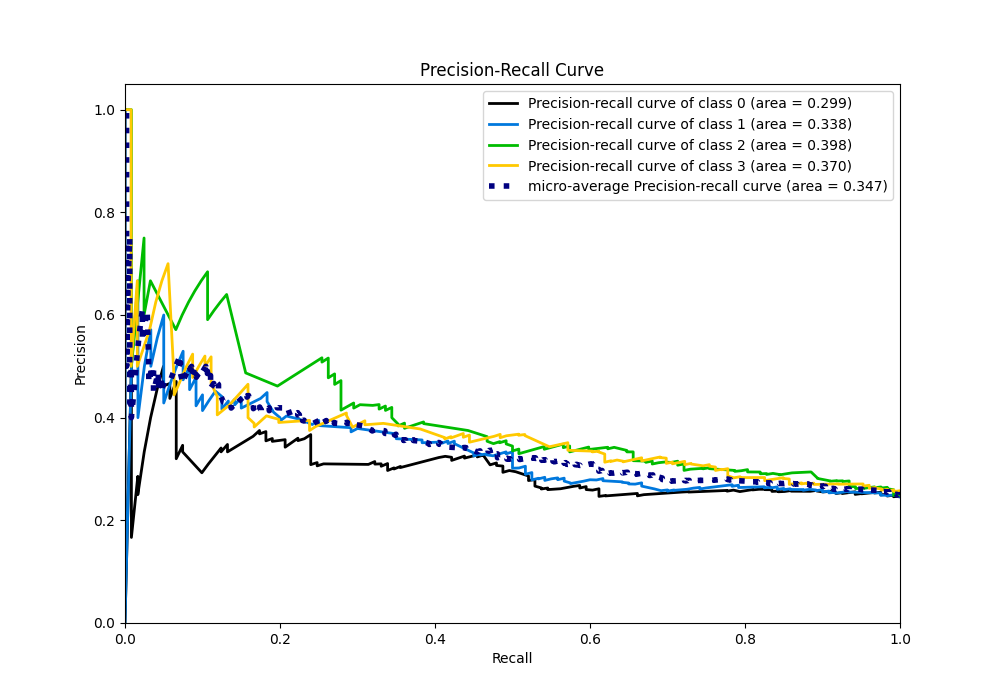 Precision-Recall Curve
Precision-recall curve of class 0 (area = 0.299)
Precision-recall curve of class 1 (area = 0.338)
Precision-recall curve of class 2 (area = 0.398)
Precision-recall curve of class 3 (area = 0.370)
micro-average Precision-recall curve (area = 0.347)
1.0
0.8
0.6
0.4
0.2
0.0
Precision
0.0 0.2 0.4 0.6 0.8 1.0
Recall